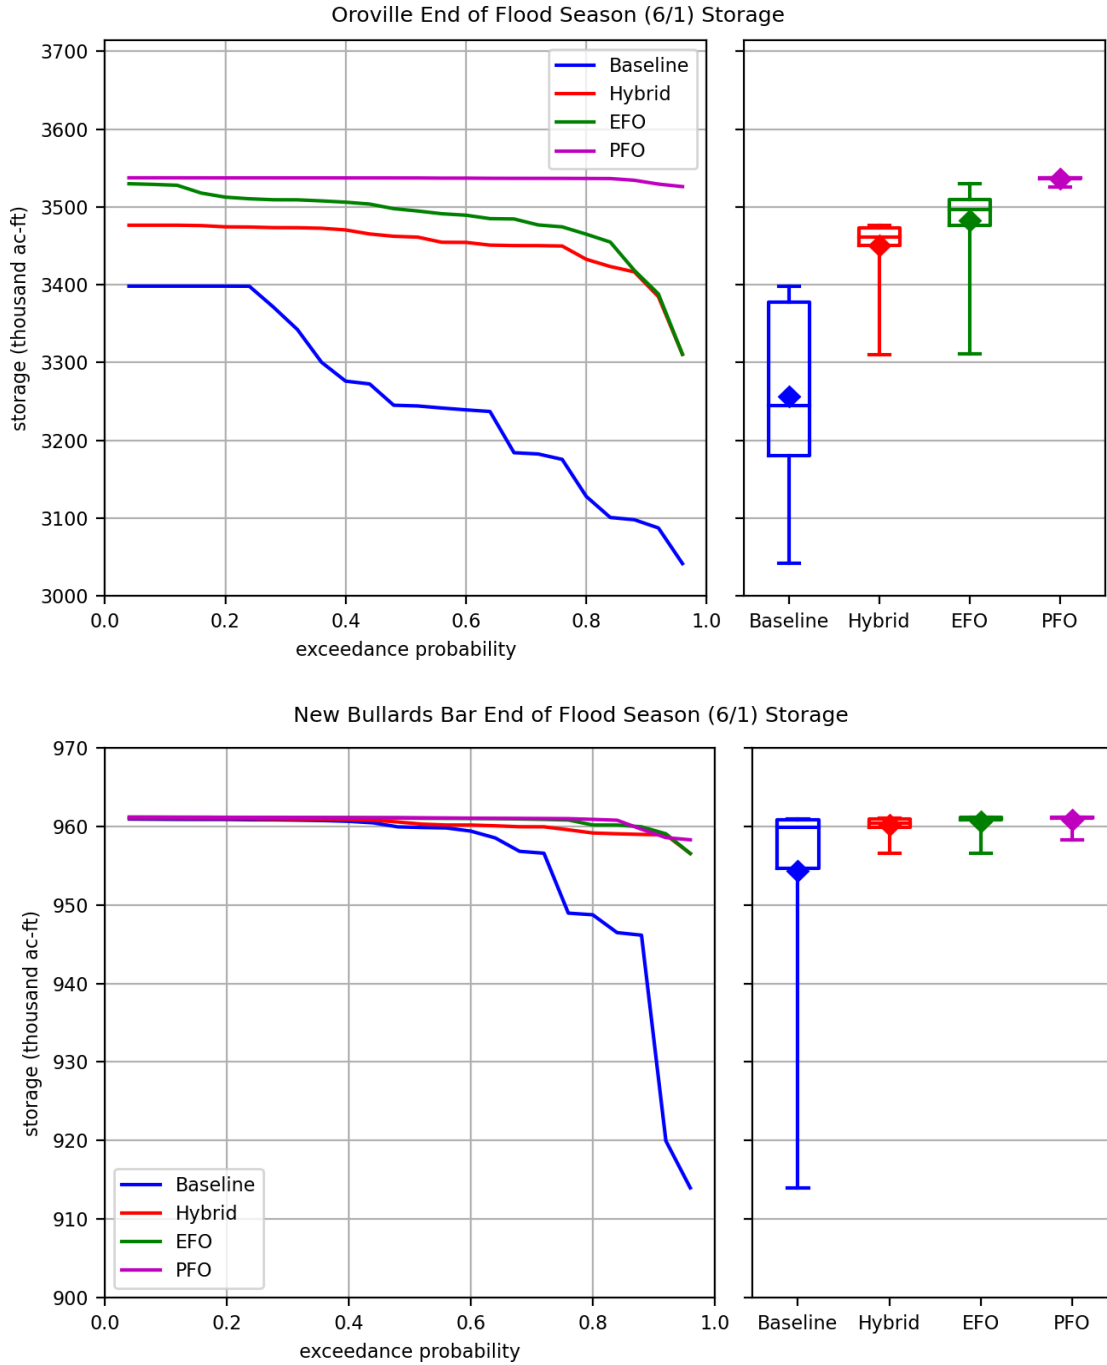 Oroville End of Flood Season (6/1) Storage
3700
3600
3500
3400
3300
3200
3100
3000
storage (thousand ac-ft)
Baseline
Hybrid
EFO
PFO
0.0 0.2 0.4 0.6 0.8 1.0
exceedance probability
Baseline Hybrid EFO PFO
New Bullards Bar End of Flood Season (6/1) Storage
970
960
950
940
930
920
910
900
storage (thousand ac-ft)
Baseline
Hybrid
EFO
PFO
0.0 0.2 0.4 0.6 0.8 1.0
exceedance probability
Baseline Hybrid EFO PFO